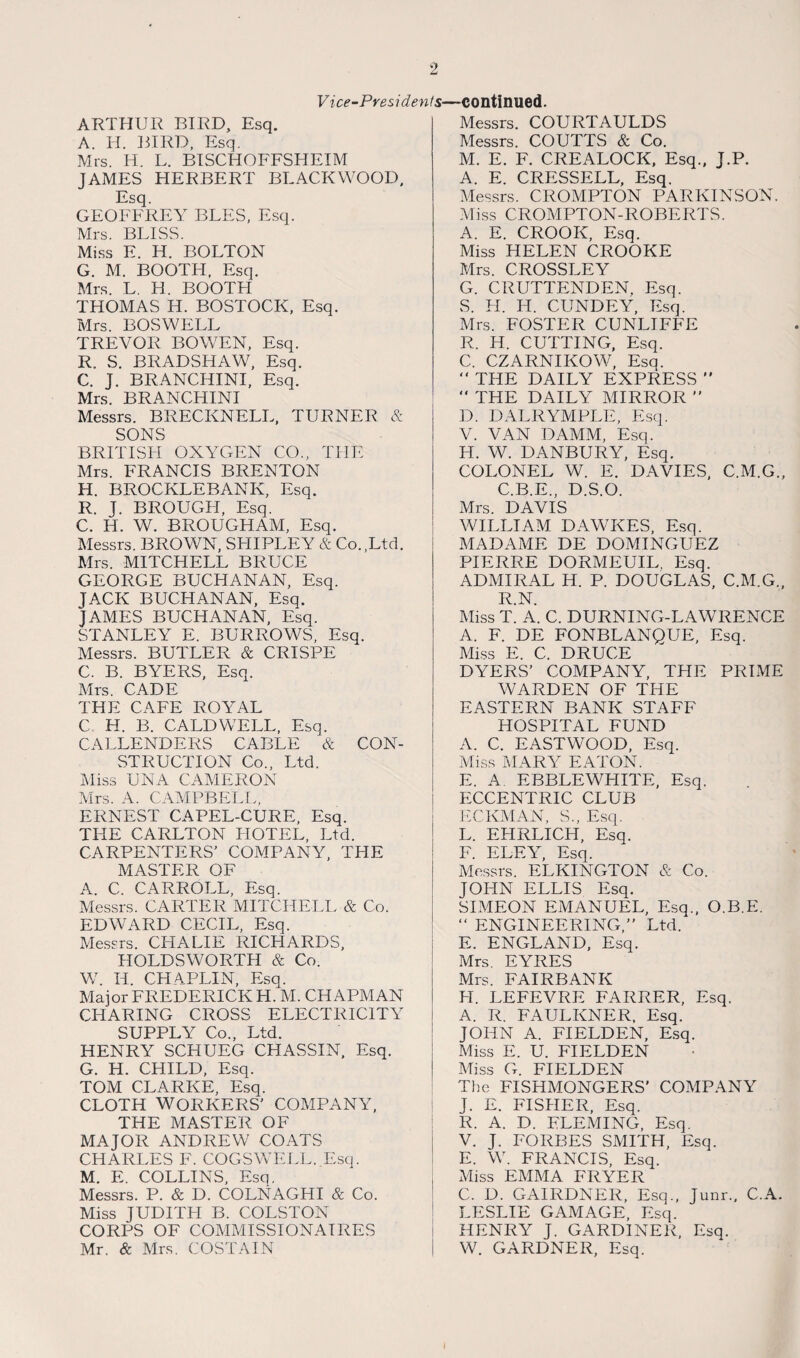 2
Vice-Presidents—continued.
ARTHUR BIRD, Esq.
A. H. BIRD, Esq.
Mrs. H. L. BISCHOFFSHEIM
JAMES HERBERT BLACKWOOD,
Esq.
GEOFFREY BLES, Esq.
Mrs. BLISS.
Miss E. H. BOLTON
G. M. BOOTH, Esq.
Mrs. L. H. BOOTH
THOMAS H. BOSTOCK, Esq.
Mrs. BOSWELL
TREVOR BOWEN, Esq.
R. S. BRADSHAW, Esq.
C. J. BRANCHINI, Esq.
Mrs. BRANCHINI
Messrs. BRECKNELL, TURNER &
SONS
BRITISH OXYGEN CO., THE
Mrs. FRANCIS BRENTON
H. BROCKLEBANK, Esq.
R. J. BROUGH, Esq.
C. H. W. BROUGHAM, Esq.
Messrs. BROWN, SHIPLEY & Co.,Ltd.
Mrs. MITCHELL BRUCE
GEORGE BUCHANAN, Esq.
JACK BUCHANAN, Esq.
JAMES BUCHANAN, Esq.
STANLEY E. BURROWS, Esq.
Messrs. BUTLER & CRISPE
C. B. BYERS, Esq.
Mrs. CADE
THE CAFE ROYAL
C. H. B. CALDWELL, Esq.
CALLENDERS CABLE & CON-
STRUCTION Co., Ltd.
Miss UNA CAMERON
Mrs. A. CAMPBELL,
ERNEST CAPEL-CURE, Esq.
THE CARLTON HOTEL, Ltd.
CARPENTERS' COMPANY, THE
MASTER OF
A. C. CARROLL, Esq.
Messrs. CARTER MITCHELL & Co.
EDWARD CECIL, Esq.
Messrs. CHALIE RICHARDS,
HOLDSWORTH & Co.
W. H. CHAPLIN, Esq.
Major FREDERICK H. M. CHAPMAN
CHARING CROSS ELECTRICITY
SUPPLY Co., Ltd.
HENRY SCHUEG CHASSIN, Esq.
G. H. CHILD, Esq.
TOM CLARKE, Esq.
CLOTH WORKERS' COMPANY,
THE MASTER OF
MAJOR ANDREW COATS
CHARLES F. COGSWELL, Esq.
M. E. COLLINS, Esq.
Messrs. P. & D. COLNAGHI & Co.
Miss JUDITH B. COLSTON
CORPS OF COMMISSIONAIRES
Mr. & Mrs. COSTAIN
Messrs. COURTAULDS
Messrs. COUTTS & Co.
M. E. F. CREALOCK, Esq., J.P.
A. E. CRESSELL, Esq.
Messrs. CROMPTON PARKINSON.
Miss CROMPTON-ROBERTS.
A. E. CROOK, Esq.
Miss HELEN CROOKE
Mrs. CROSSLEY
G. CRUTTENDEN, Esq.
S. H. H. CUNDEY, Esq.
Mrs. FOSTER CUNLIFFE
R. H. CUTTING, Esq.
C. CZARNIKOW, Esq.
" THE DAILY EXPRESS "
" THE DAILY MIRROR "
D. DALRYMPLE, Esq.
V. VAN DAMM, Esq.
H. W. DANBURY, Esq.
COLONEL W. E. DAVIES, C.M.G.,
C.B.E., D.S.O.
Mrs. DAVIS
WILLIAM DAWKES, Esq.
MADAME DE DOMINGUEZ
PIERRE DORMEUIL, Esq.
ADMIRAL H. P. DOUGLAS, C.M.G.,
R.N.
Miss T. A. C. DURNING-LAWRENCE
A. F. DE FONBLANQUE, Esq.
Miss E. C. DRUCE
DYERS' COMPANY, THE PRIME
WARDEN OF THE
EASTERN BANK STAFF
HOSPITAL FUND
A. C. EASTWOOD, Esq.
Miss MARY EATON.
E. A. EBBLEWHITE, Esq.
ECCENTRIC CLUB
ECKMAN, S., Esq.
L. EHRLICH, Esq.
F. ELEY, Esq.
Messrs. ELKINGTON & Co.
JOHN ELLIS Esq.
SIMEON EMANUEL, Esq., O.B.E.
" ENGINEERING," Ltd.
E. ENGLAND, Esq.
Mrs. EYRES
Mrs. FAIRBANK
H. LEFEVRE FARRER, Esq.
A. R. FAULKNER, Esq.
JOHN A. FIELDEN, Esq.
Miss E. U. FIELDEN
Miss G. FIELDEN
The FISHMONGERS' COMPANY
J. E. FISHER, Esq.
R. A. D. FLEMING, Esq.
V. J. FORBES SMITH, Esq.
E. W. FRANCIS, Esq.
Miss EMMA FRYER
C. D. GAIRDNER, Esq., Junr., C.A.
LESLIE GAMAGE, Esq.
HENRY J. GARDINER, Esq.
W. GARDNER, Esq.